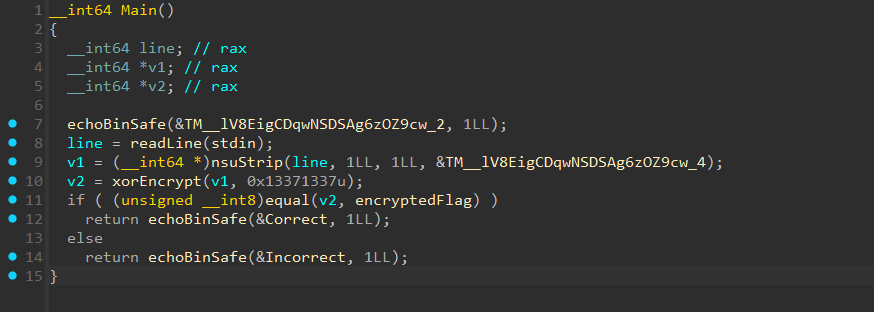 1 __int64 Main()
2 {
3 __int64 line; // rax
4 __int64 *v1; // rax
5 __int64 *v2; // rax
6
7 echoBinSafe(&TM__lV8EigCDqwNSDSAg6zOZ9cw_2, 1LL);
8 line = readLine(stdin);
9 v1 = (__int64 *)nsuStrip(line, 1LL, 1LL, &TM__lV8EigCDqwNSDSAg6zOZ9cw_4);
10 v2 = xorEncrypt(v1, 0x13371337u);
11 if ( (unsigned __int8)equal(v2, encryptedFlag) )
12 return echoBinSafe(&Correct, 1LL);
13 else
14 return echoBinSafe(&Incorrect, 1LL);
15 }